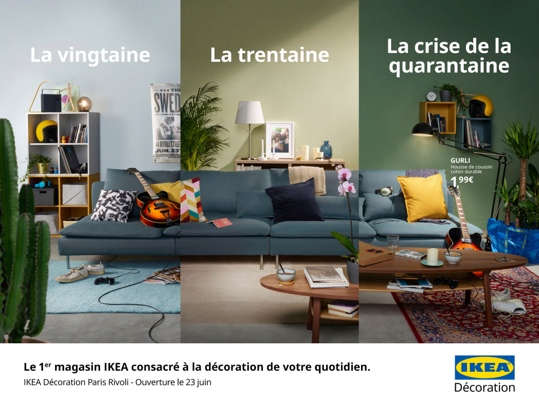 La vingtaine
La trentaine
La crise de la
quarantaine
SWED
GURLI
Housse de coussin
coton durable
1,99€
Le 1er magasin IKEA consacré à la décoration de votre quotidien.
IKEA Décoration Paris Rivoli - Ouverture le 23 juin
IKEA
Décoration